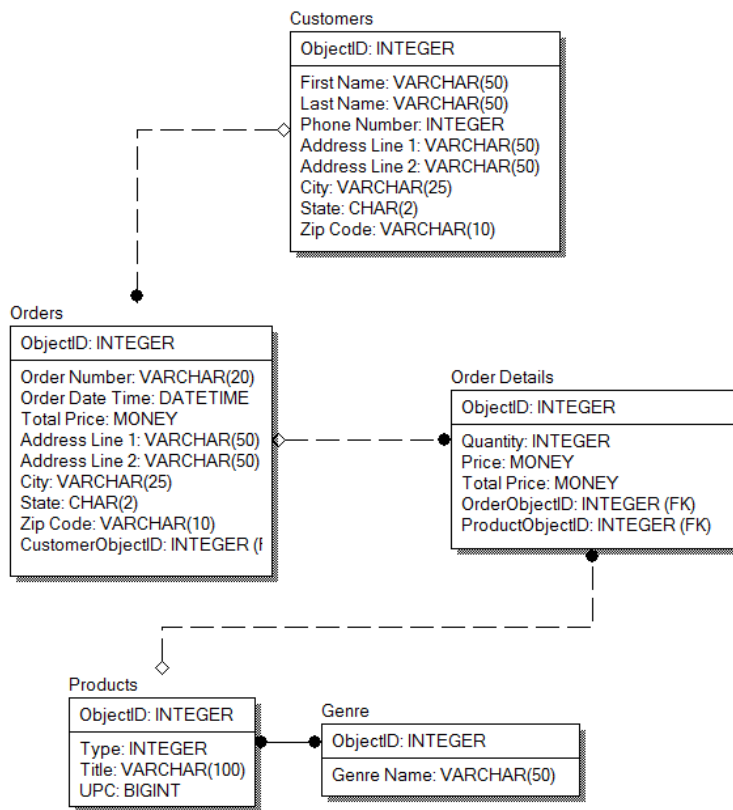 Customers
ObjectID: INTEGER
First Name: VARCHAR(50)
Last Name: VARCHAR(50)
Phone Number: INTEGER
Address Line 1: VARCHAR(50)
Address Line 2: VARCHAR(50)
City: VARCHAR(25)
State: CHAR(2)
Zip Code: VARCHAR(10)
Orders
ObjectID: INTEGER
Order Number: VARCHAR(20)
Order Date Time: DATETIME
Total Price: MONEY
Address Line 1: VARCHAR(50)
Address Line 2: VARCHAR(50)
City: VARCHAR(25)
State: CHAR(2)
Zip Code: VARCHAR(10)
CustomerObjectID: INTEGER (F
Order Details
ObjectID: INTEGER
Quantity: INTEGER
Price: MONEY
Total Price: MONEY
OrderObjectID: INTEGER (FK)
ProductObjectID: INTEGER (FK)
Products
ObjectID: INTEGER
Type: INTEGER
Title: VARCHAR(100)
UPC: BIGINT
Genre
ObjectID: INTEGER
Genre Name: VARCHAR(50)